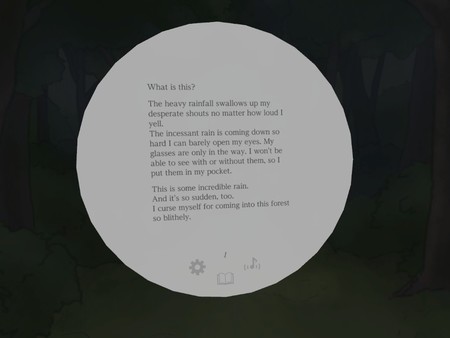 What is this?
The heavy rainfall swallows up my
desperate shouts no matter how loud I
yell.
The incessant rain is coming down so
hard I can barely open my eyes. My
glasses are only in the way. I won't be
able to see with or without them, so I
put them in my pocket.
This is some incredible rain.
And it's so sudden, too.
I curse myself for coming into this forest
so blithely.